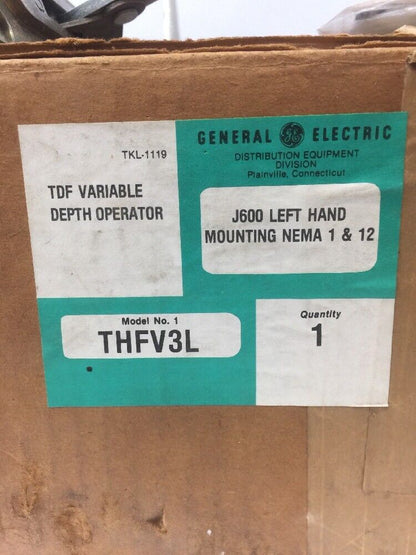 TKL-1119
TDF VARIABLE
DEPTH OPERATOR
GENERAL GE ELECTRIC
DISTRIBUTION EQUIPMENT
DIVISION
Plainville, Connecticut
J600 LEFT HAND
MOUNTING NEMA 1 & 12
Model No. 1
THFV3L
Quantity
1